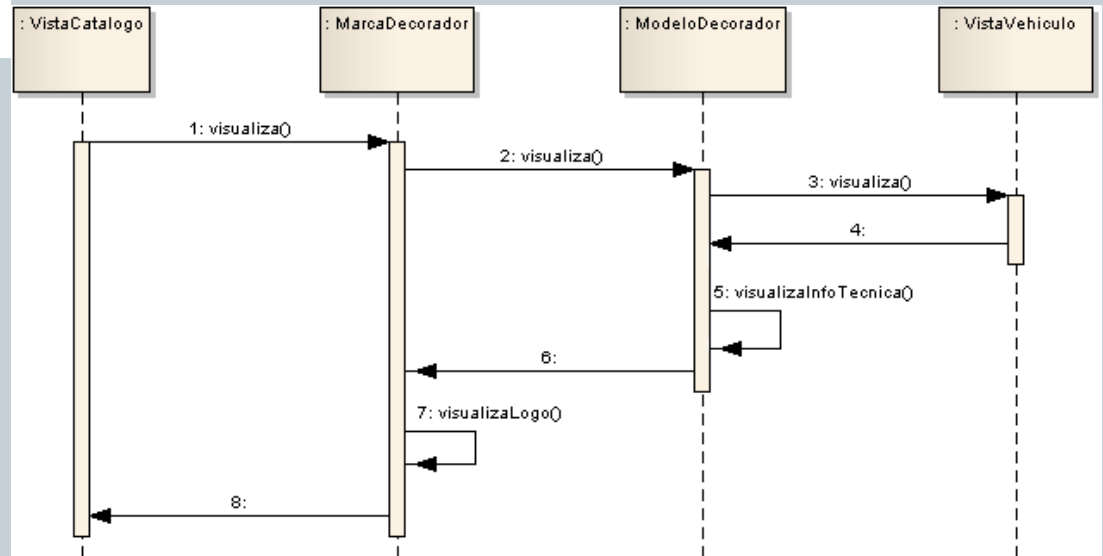 : VistaCatalogo
: MarcaDecorador
: ModeloDecorador
: VistaVehiculo
1: visualiza()
2: visualiza()
3: visualiza()
4:
5: visualizaInfoTecnica()
6:
7: visualizaLogo()
8: